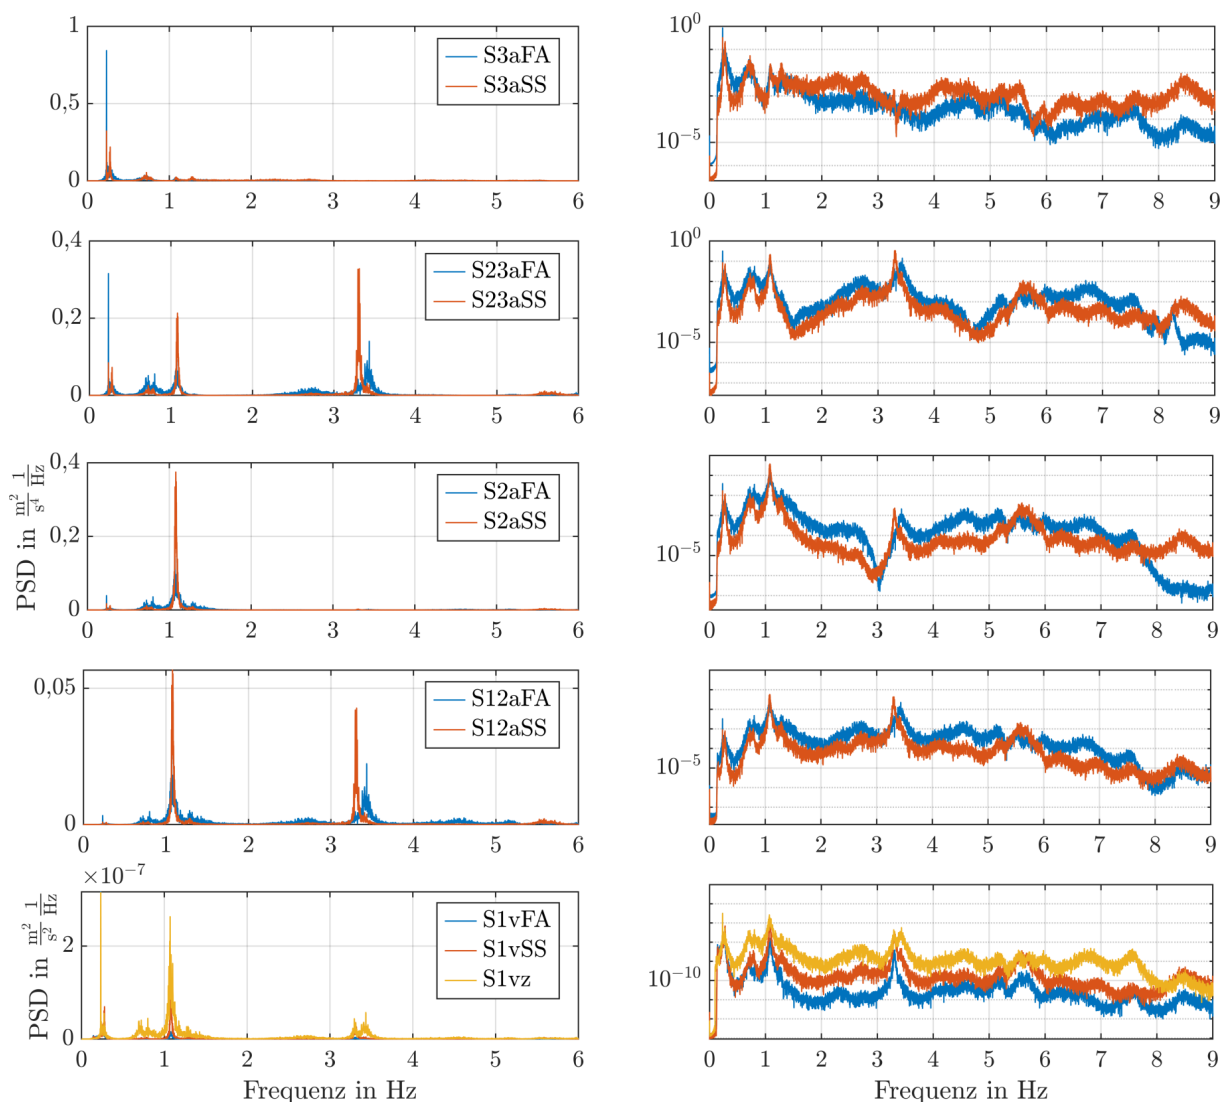 1
0,5
0
0 1 2 3 4 5 6
S3aFA
S3aSS
10^0
10^−5
0 1 2 3 4 5 6 7 8 9
0,4
0,2
0
0 1 2 3 4 5 6
S23aFA
S23aSS
10^0
10^−5
0 1 2 3 4 5 6 7 8 9
PSD in m^2/s^4 1/Hz
0,4
0,2
0
0 1 2 3 4 5 6
S2aFA
S2aSS
10^−5
0 1 2 3 4 5 6 7 8 9
0,05
0
0 1 2 3 4 5 6
S12aFA
S12aSS
10^−5
0 1 2 3 4 5 6 7 8 9
PSD in m^2/s^2 1/Hz
×10^−7
2
0
0 1 2 3 4 5 6
S1vFA
S1vSS
S1vz
Frequenz in Hz
10^−10
0 1 2 3 4 5 6 7 8 9
Frequenz in Hz